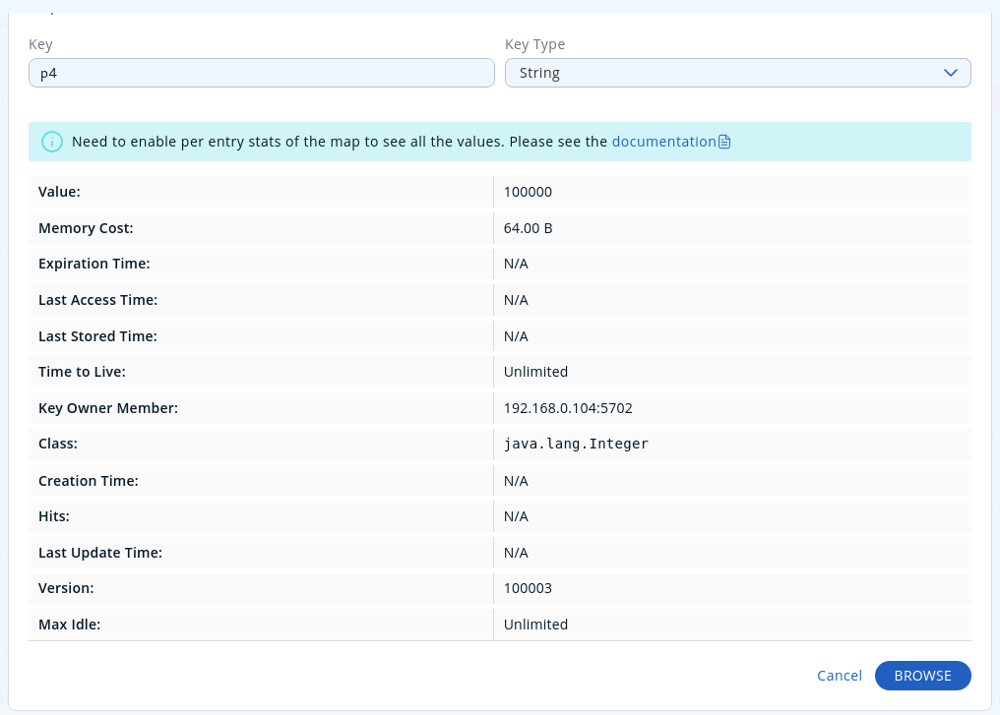 Key Key Type
p4 String
Need to enable per entry stats of the map to see all the values. Please see the documentation
Value: 100000
Memory Cost: 64.00 B
Expiration Time: N/A
Last Access Time: N/A
Last Stored Time: N/A
Time to Live: Unlimited
Key Owner Member: 192.168.0.104:5702
Class: java.lang.Integer
Creation Time: N/A
Hits: N/A
Last Update Time: N/A
Version: 100003
Max Idle: Unlimited
Cancel BROWSE